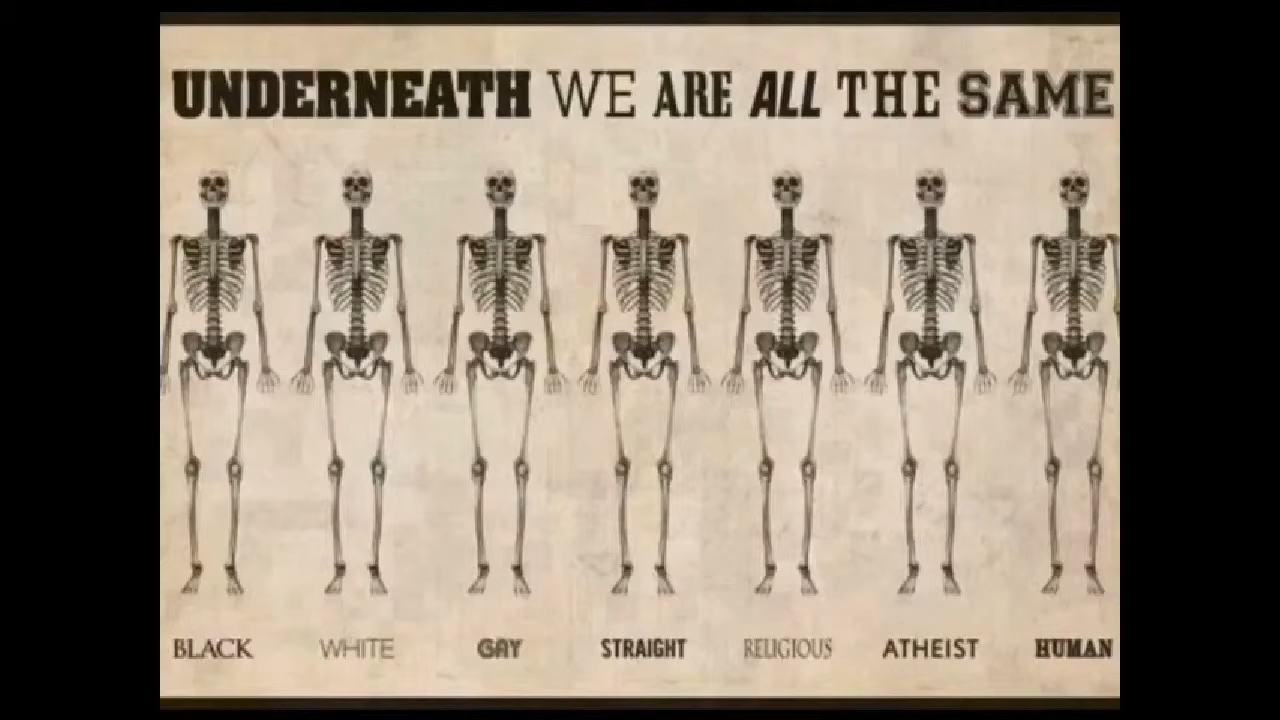 UNDERNEATH WE ARE ALL THE SAME
BLACK WHITE GAY STRAIGHT RELIGIOUS ATHEIST HUMAN